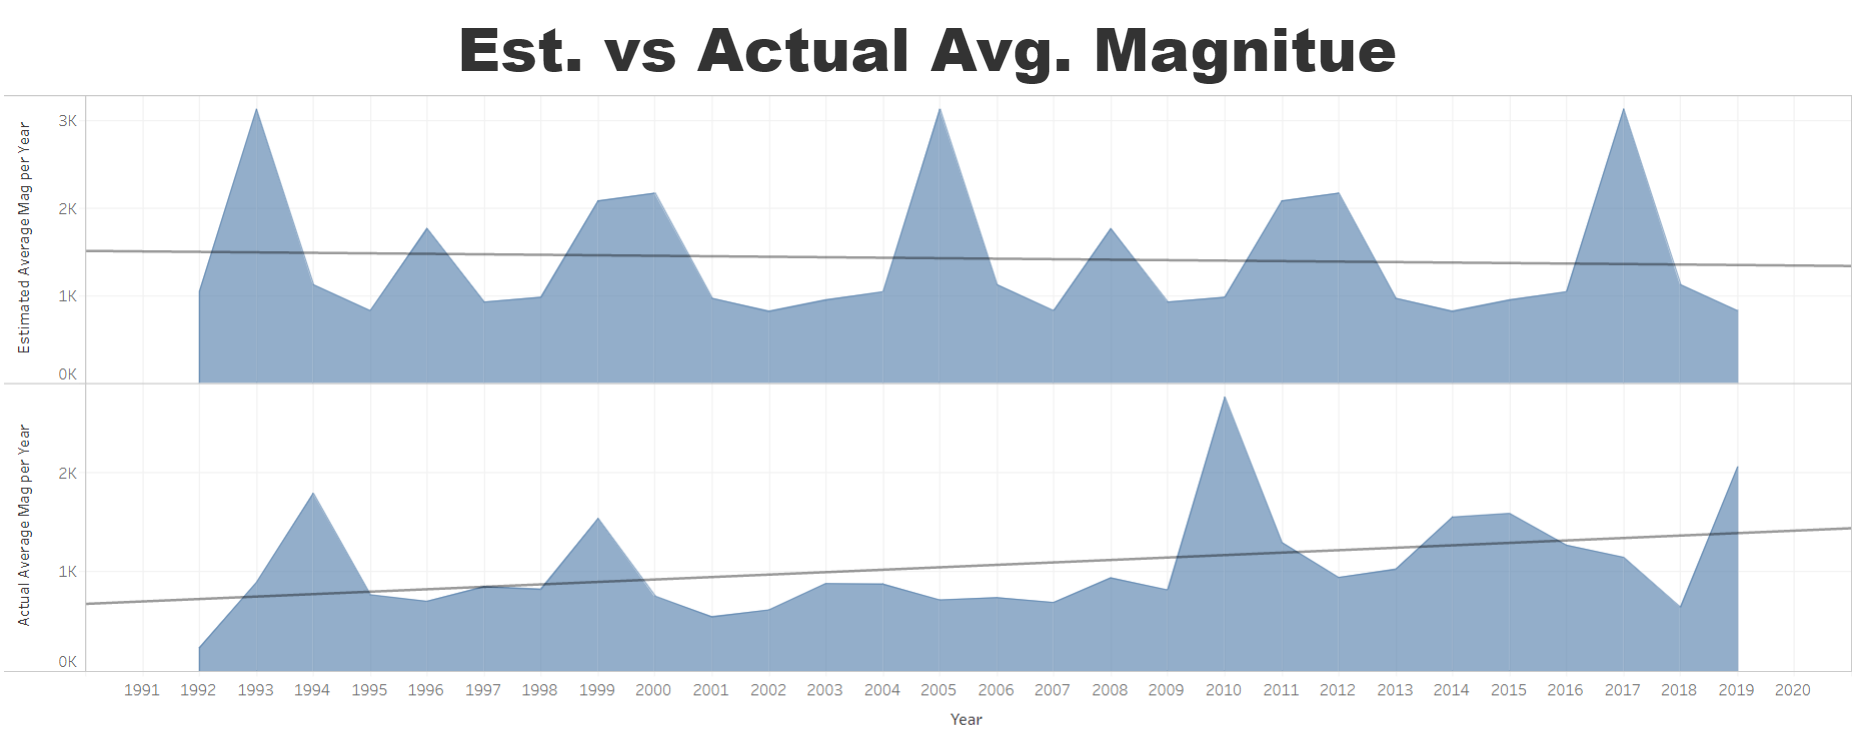 Est. vs Actual Avg. Magnitue
Estimated Average Mag per Year
3K
2K
1K
0K
Actual Average Mag per Year
2K
1K
0K
1991 1992 1993 1994 1995 1996 1997 1998 1999 2000 2001 2002 2003 2004 2005 2006 2007 2008 2009 2010 2011 2012 2013 2014 2015 2016 2017 2018 2019 2020
Year